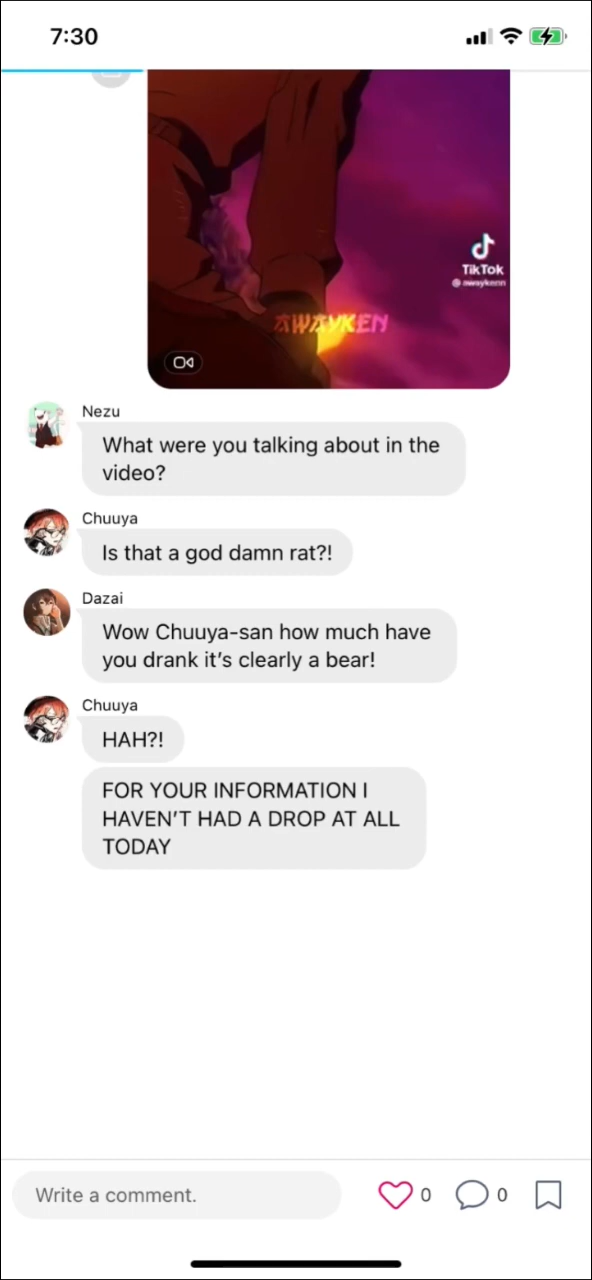 7:30
TikTok
@awaykenn
AWAYKEN
Nezu
What were you talking about in the
video?
Chuuya
Is that a god damn rat?!
Dazai
Wow Chuuya-san how much have
you drank it’s clearly a bear!
Chuuya
HAH?!
FOR YOUR INFORMATION I
HAVEN’T HAD A DROP AT ALL
TODAY
Write a comment.
0
0